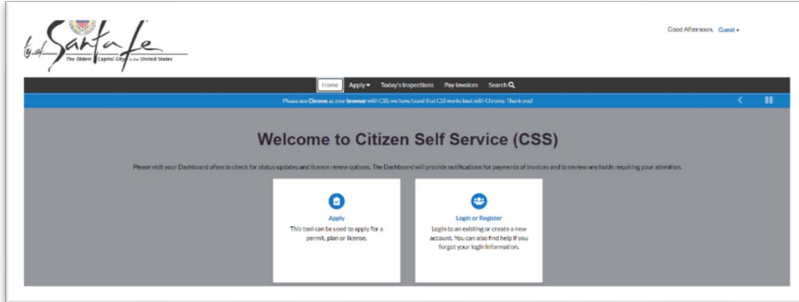 City of Santa Fe
The Oldest Capital City in the United States
Good Afternoon, Guest
Home Apply Today's Inspections Pay Invoices Search
Please use Chrome as your browser with CSS, we have found that CSS works best with Chrome. Thank you!
Welcome to Citizen Self Service (CSS)
Please visit your Dashboard often to check for status updates and license renew options. The Dashboard will provide notifications for payments of invoices and to review any holds requiring your attention.
Apply
This tool can be used to apply for a
permit, plan or license.
Login or Register
Login to an existing or create a new
account. You can also find help if you
forgot your login information.